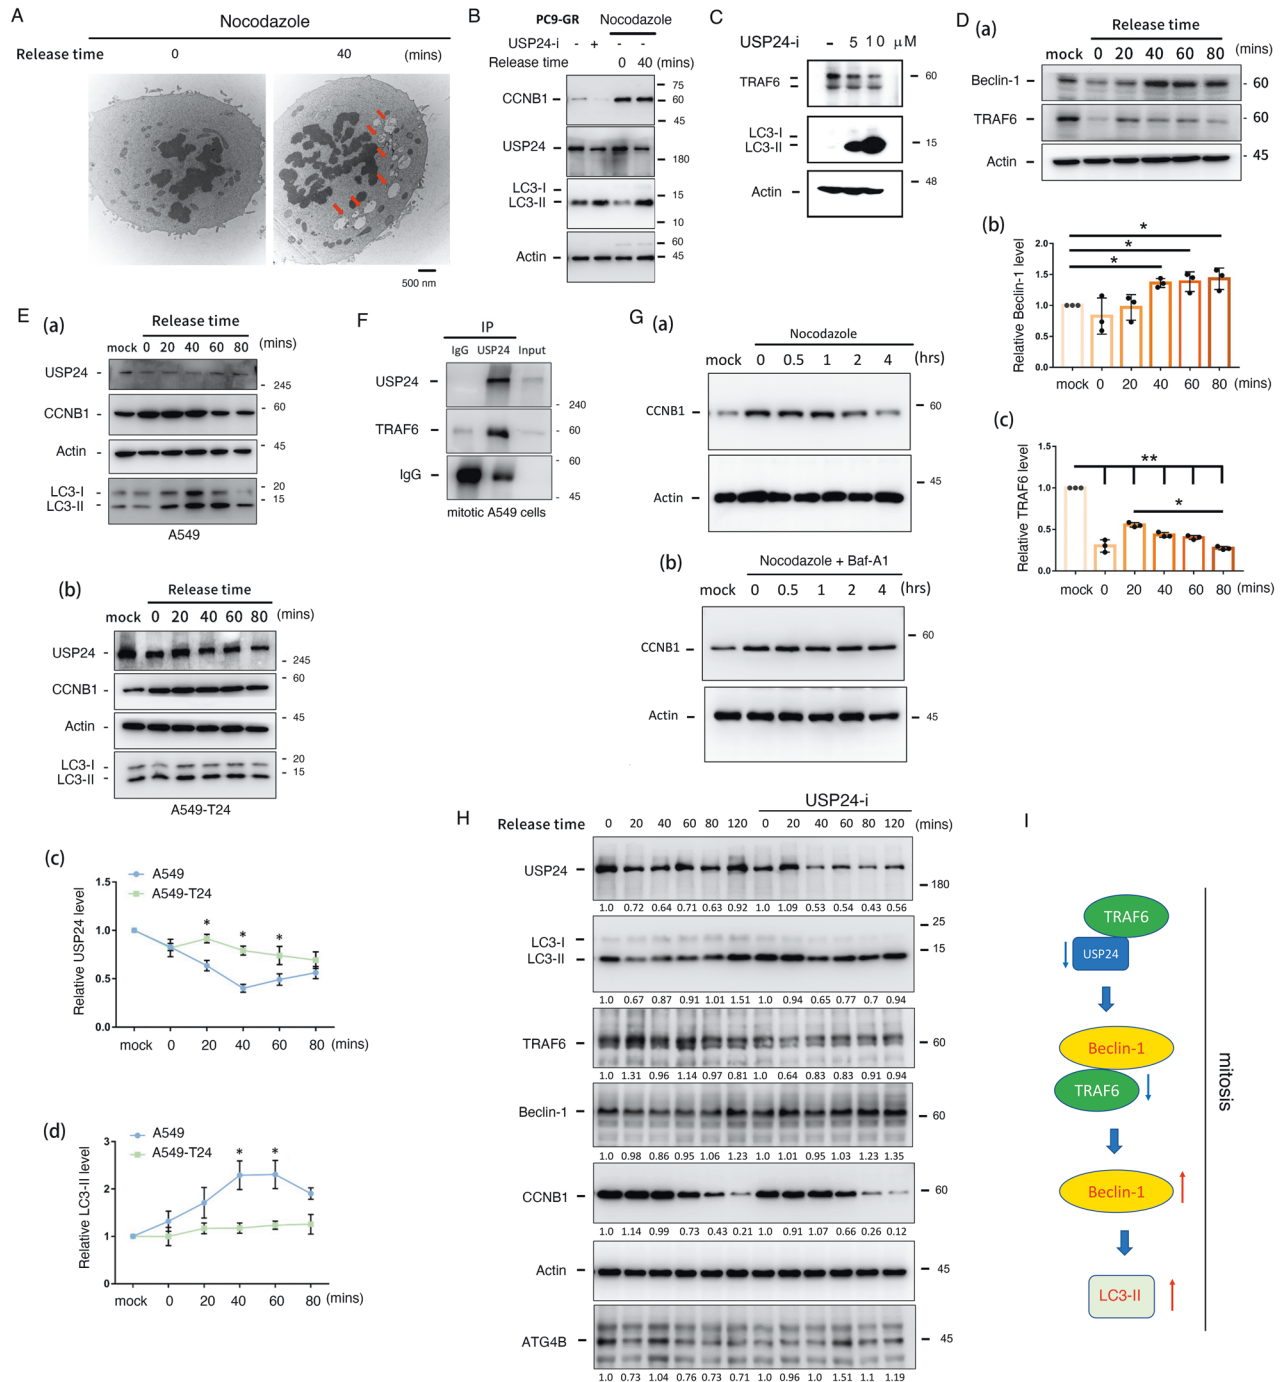 A
Nocodazole
Release time 0 40 (mins)
500 nm
B
PC9-GR Nocodazole
USP24-i - +
Release time 0 40 (mins)
CCNB1
75
60
45
USP24
180
LC3-I
LC3-II
15
10
Actin
60
45
C
USP24-i - 5 10 μM
TRAF6
60
LC3-I
LC3-II
15
Actin
48
D (a)
Release time
mock 0 20 40 60 80 (mins)
Beclin-1
60
TRAF6
60
Actin
45
(b)
Relative Beclin-1 level
2.0
1.5
1.0
0.5
0.0
*
*
*
mock 0 20 40 60 80 (mins)
(c)
Relative TRAF6 level
1.5
1.0
0.5
0.0
**
*
mock 0 20 40 60 80 (mins)
E (a)
Release time
mock 0 20 40 60 80 (mins)
USP24
245
CCNB1
60
Actin
45
LC3-I
LC3-II
20
15
A549
(b)
Release time
mock 0 20 40 60 80 (mins)
USP24
245
CCNB1
60
Actin
45
LC3-I
LC3-II
20
15
A549-T24
(c)
A549
A549-T24
Relative USP24 level
1.5
1.0
0.5
0.0
* * *
mock 0 20 40 60 80 (mins)
(d)
A549
A549-T24
Relative LC3-II level
3
2
1
0
* *
mock 0 20 40 60 80 (mins)
F
IP
IgG USP24 Input
USP24
240
TRAF6
60
IgG
60
45
mitotic A549 cells
G (a)
Nocodazole
mock 0 0.5 1 2 4 (hrs)
CCNB1
60
Actin
45
(b)
Nocodazole + Baf-A1
mock 0 0.5 1 2 4 (hrs)
CCNB1
60
Actin
45
H
USP24-i
Release time 0 20 40 60 80 120 0 20 40 60 80 120 (mins)
USP24
180
1.0 0.72 0.64 0.71 0.63 0.92 1.0 1.09 0.53 0.54 0.43 0.56
LC3-I
LC3-II
25
15
1.0 0.67 0.87 0.91 1.01 1.51 1.0 0.94 0.65 0.77 0.7 0.94
TRAF6
60
1.0 1.31 0.96 1.14 0.97 0.81 1.0 0.64 0.83 0.83 0.91 0.94
Beclin-1
60
1.0 0.98 0.86 0.95 1.06 1.23 1.0 1.01 0.95 1.03 1.23 1.35
CCNB1
60
1.0 1.14 0.99 0.73 0.43 0.21 1.0 0.91 1.07 0.66 0.26 0.12
Actin
45
ATG4B
45
1.0 0.73 1.04 0.76 0.73 0.71 1.0 0.96 1.0 1.51 1.1 1.19
I
TRAF6
USP24
Beclin-1
TRAF6
Beclin-1
LC3-II
mitosis